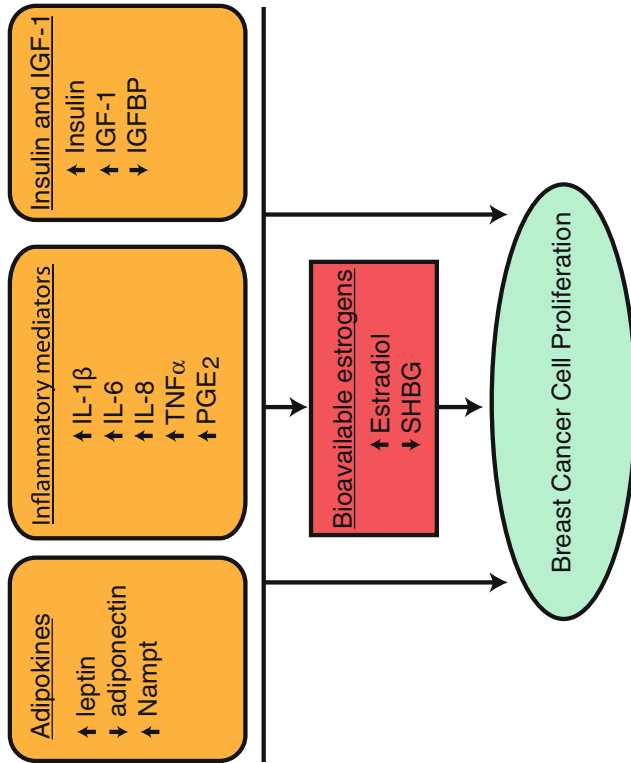 Adipokines
↑ leptin
↓ adiponectin
↑ Nampt
Inflammatory mediators
↑ IL-1β
↑ IL-6
↑ IL-8
↑ TNFα
↑ PGE₂
Insulin and IGF-1
↑ Insulin
↑ IGF-1
↓ IGFBP
Bioavailable estrogens
↑ Estradiol
↓ SHBG
Breast Cancer Cell Proliferation